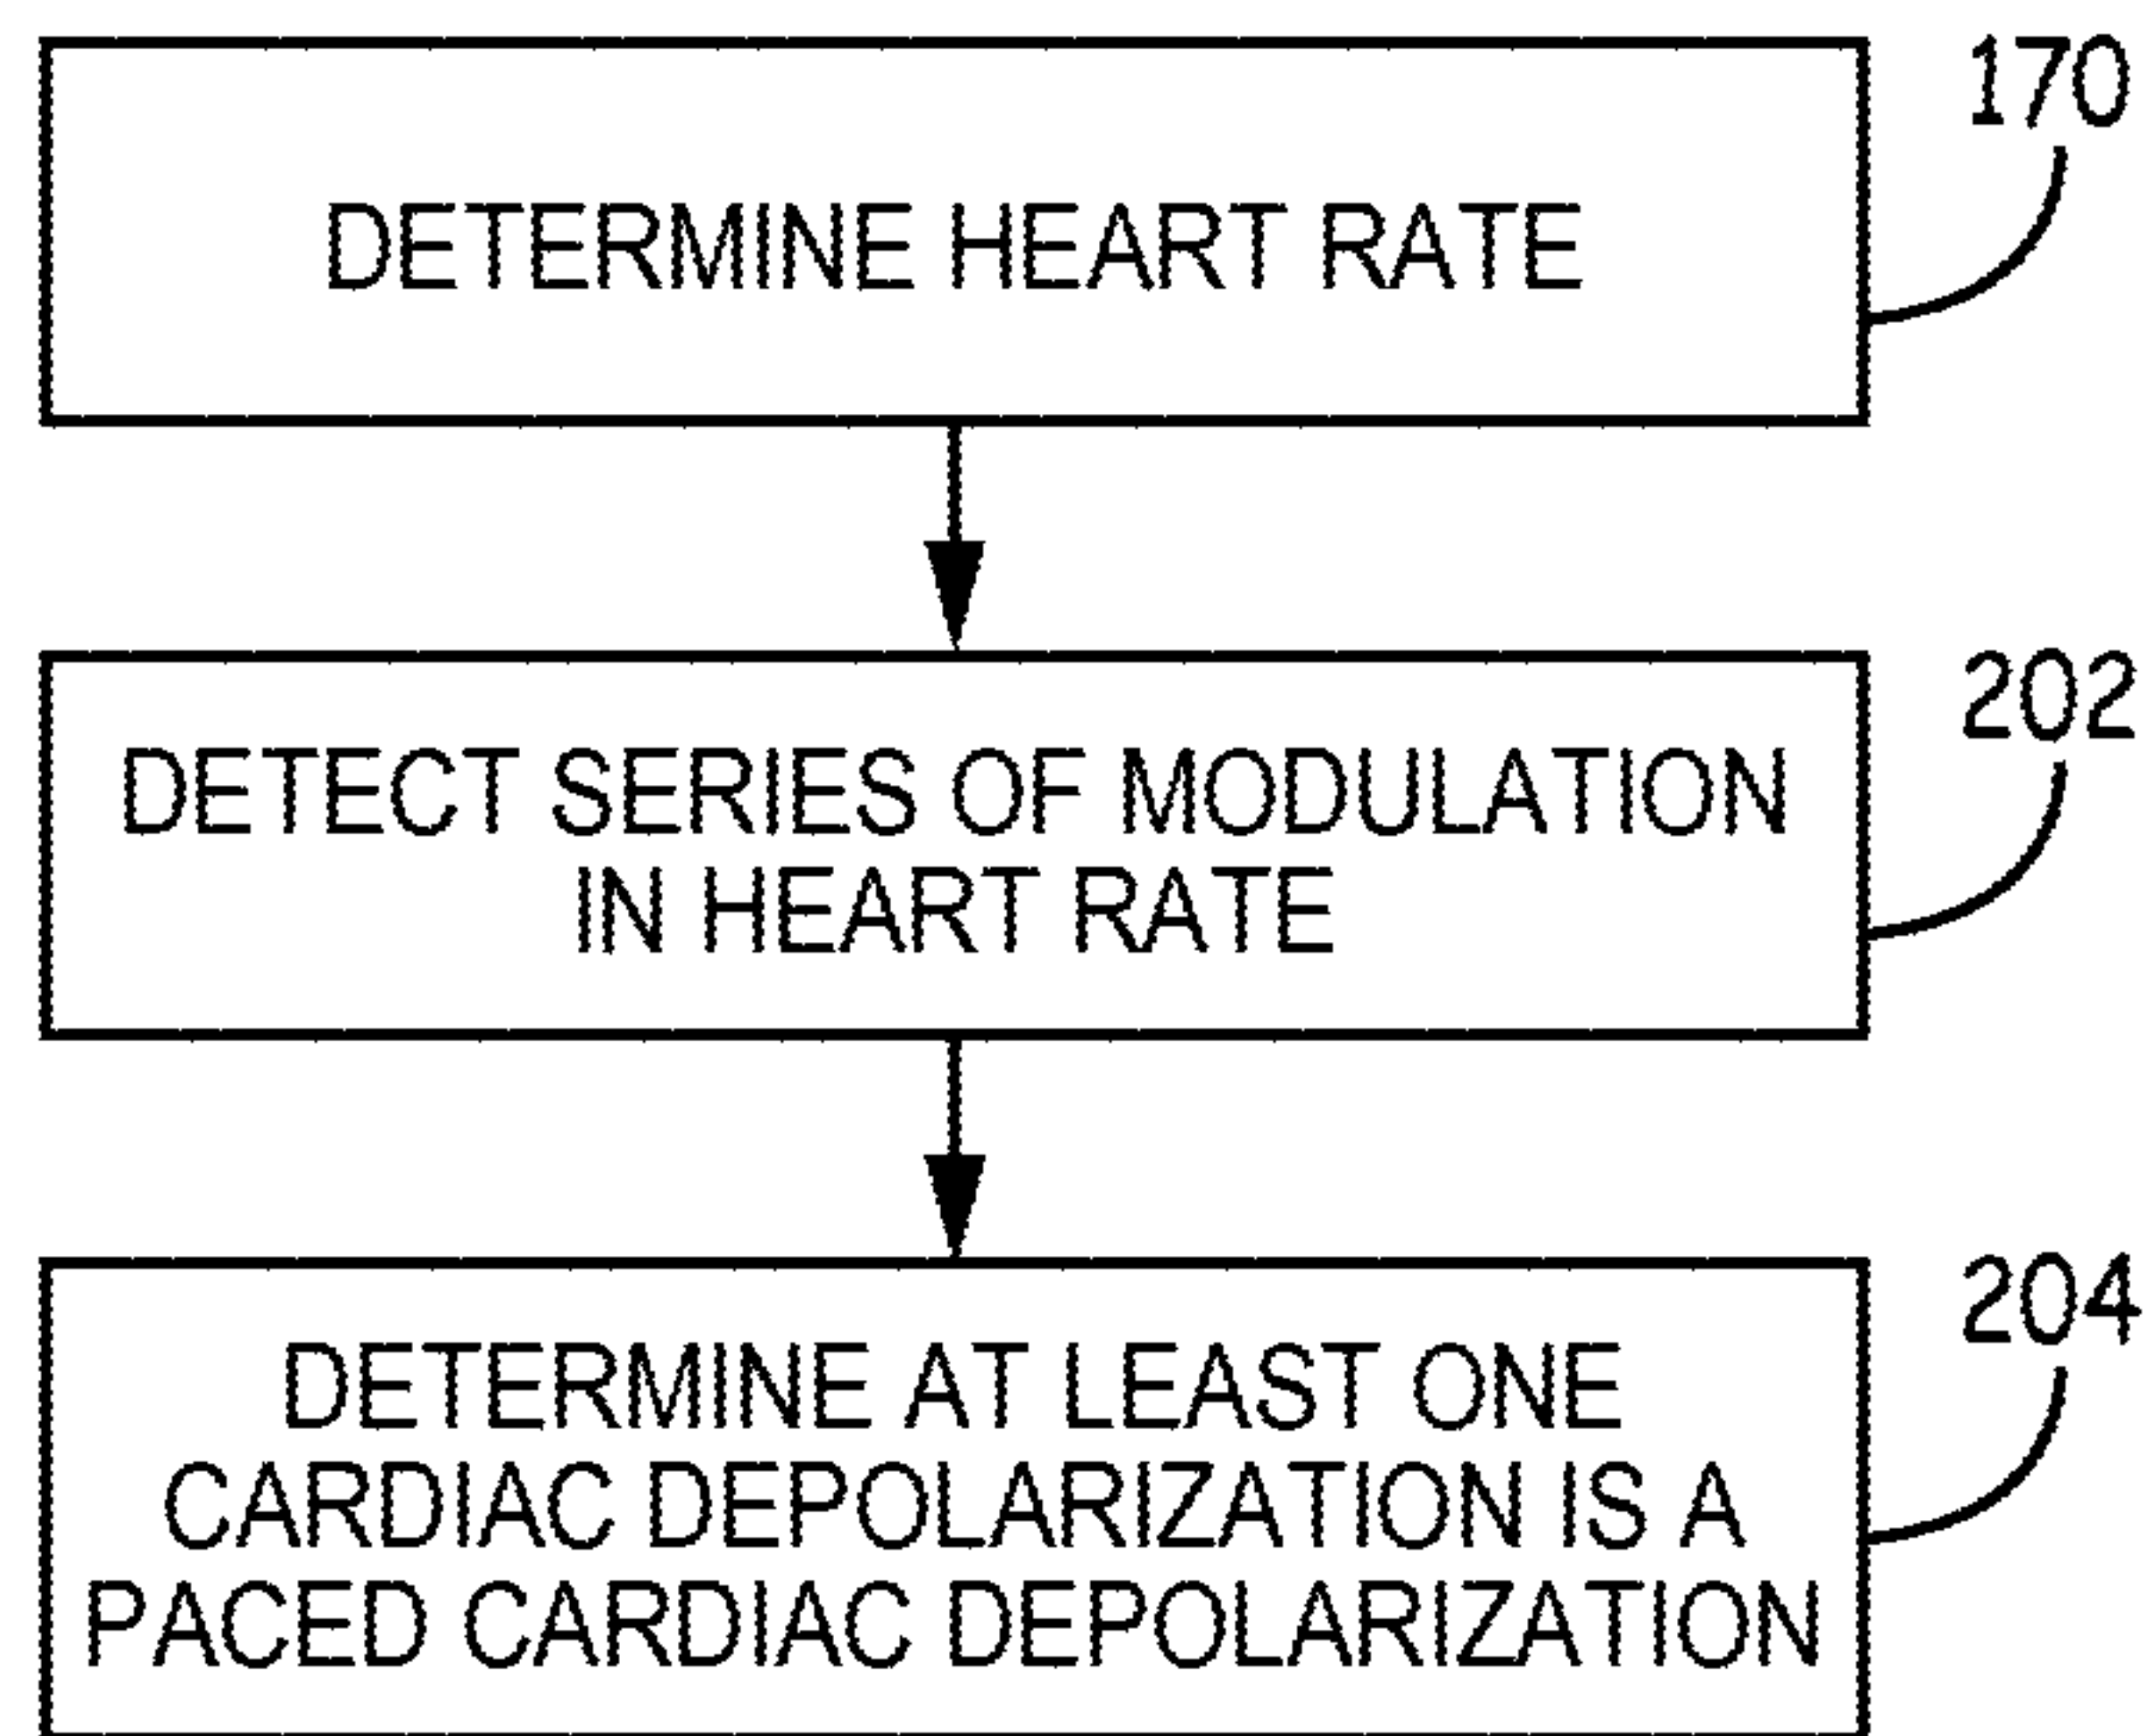 170
DETERMINE HEART RATE
202
DETECT SERIES OF MODULATION
IN HEART RATE
204
DETERMINE AT LEAST ONE
CARDIAC DEPOLARIZATION IS A
PACED CARDIAC DEPOLARIZATION